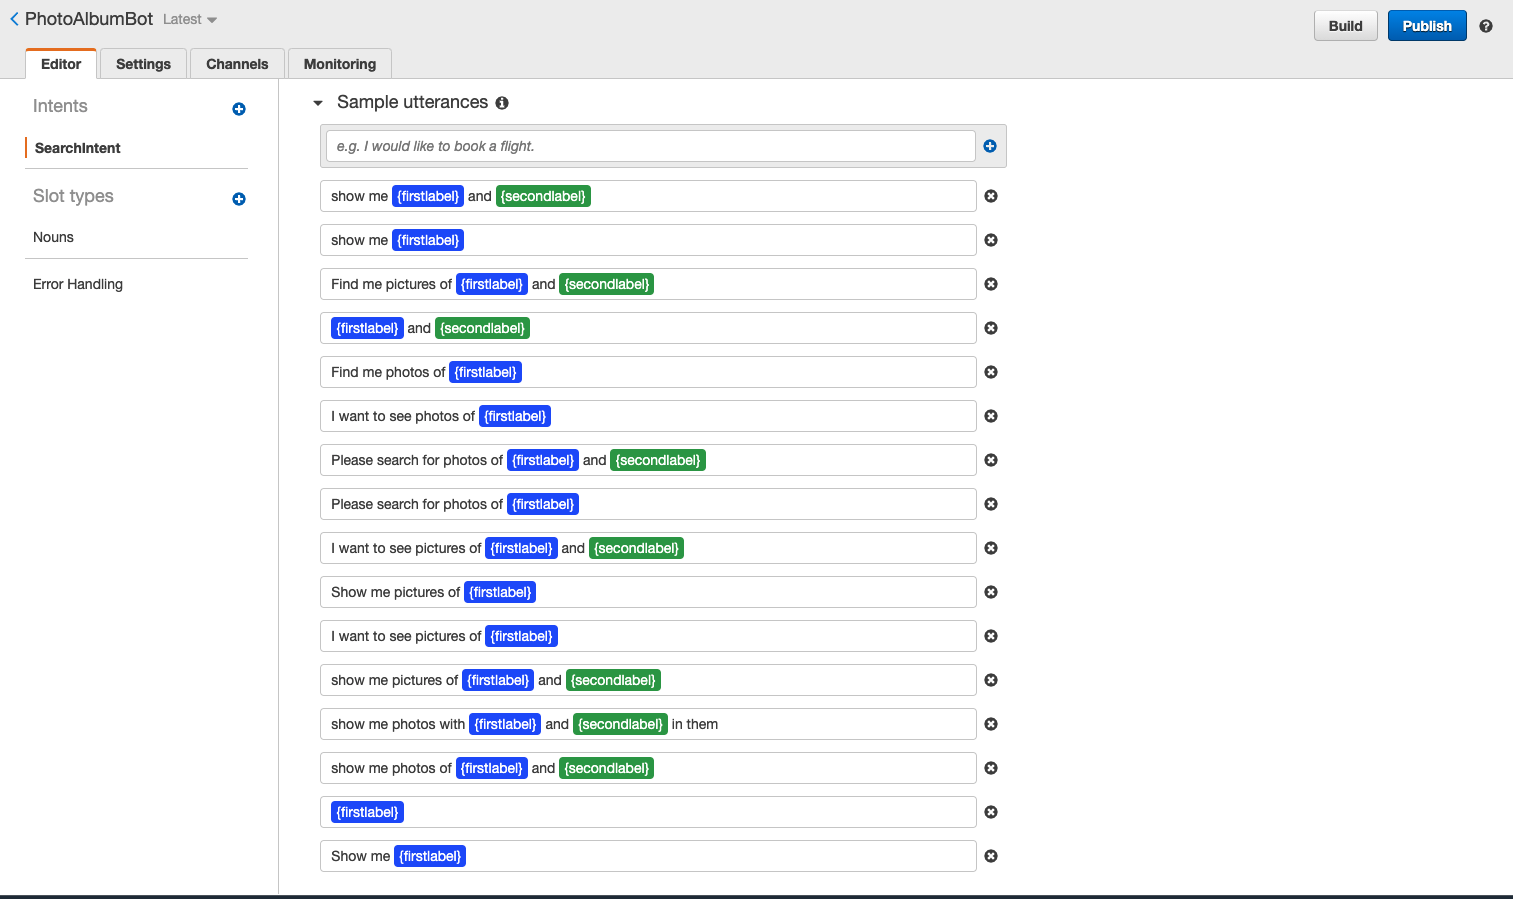 PhotoAlbumBot Latest
Build Publish
Editor Settings Channels Monitoring
Intents
SearchIntent
Slot types
Nouns
Error Handling
Sample utterances
e.g. I would like to book a flight.
show me {firstlabel} and {secondlabel}
show me {firstlabel}
Find me pictures of {firstlabel} and {secondlabel}
{firstlabel} and {secondlabel}
Find me photos of {firstlabel}
I want to see photos of {firstlabel}
Please search for photos of {firstlabel} and {secondlabel}
Please search for photos of {firstlabel}
I want to see pictures of {firstlabel} and {secondlabel}
Show me pictures of {firstlabel}
I want to see pictures of {firstlabel}
show me pictures of {firstlabel} and {secondlabel}
show me photos with {firstlabel} and {secondlabel} in them
show me photos of {firstlabel} and {secondlabel}
{firstlabel}
Show me {firstlabel}